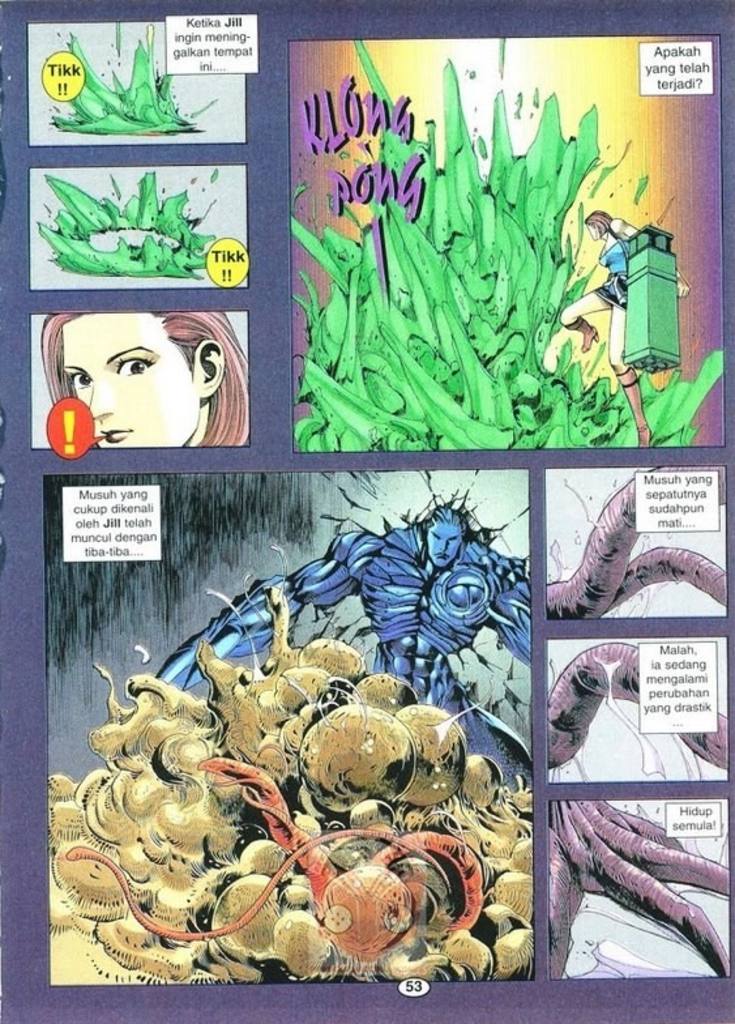 Ketika Jill
ingin mening-
galkan tempat
ini....
Tikk
!!
Tikk
!!
!
Apakah
yang telah
terjadi?
KLONG
PONG
!
Musuh yang
cukup dikenali
oleh Jill telah
muncul dengan
tiba-tiba....
Musuh yang
sepatutnya
sudahpun
mati....
Malah,
ia sedang
mengalami
perubahan
yang drastik
...
Hidup
semula!
53